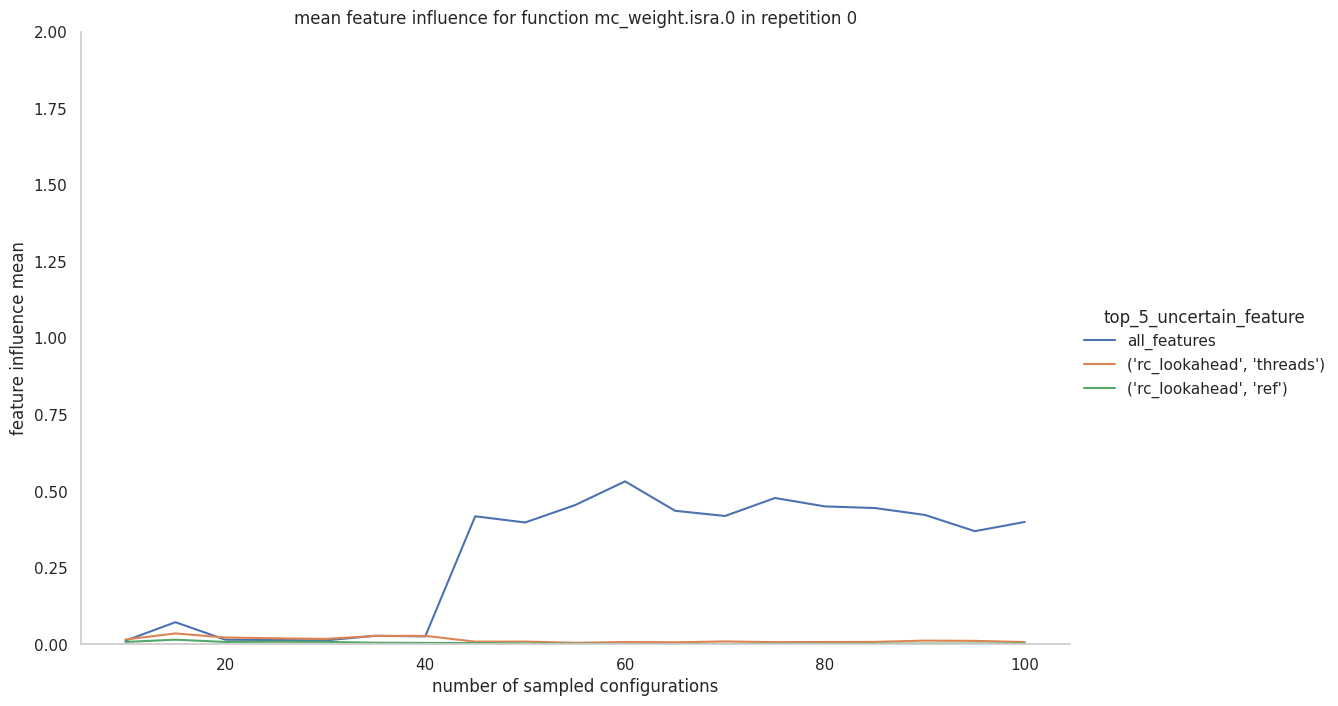 mean feature influence for function mc_weight.isra.0 in repetition 0
2.00
1.75
1.50
1.25
1.00
0.75
0.50
0.25
0.00
feature influence mean
20
40
60
80
100
number of sampled configurations
top_5_uncertain_feature
all_features
('rc_lookahead', 'threads')
('rc_lookahead', 'ref')